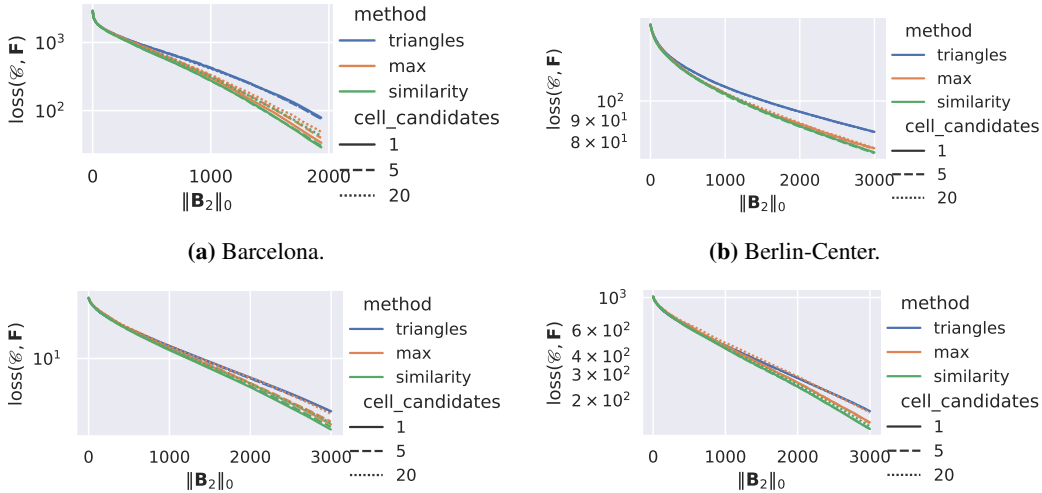 loss(𝒞, F)
10³
10²
0
1000
2000
‖B₂‖₀
method
triangles
max
similarity
cell_candidates
1
5
20
(a) Barcelona.
loss(𝒞, F)
10²
9 × 10¹
8 × 10¹
0
1000
2000
3000
‖B₂‖₀
method
triangles
max
similarity
cell_candidates
1
5
20
(b) Berlin-Center.
loss(𝒞, F)
10¹
0
1000
2000
3000
‖B₂‖₀
method
triangles
max
similarity
cell_candidates
1
5
20
loss(𝒞, F)
10³
6 × 10²
4 × 10²
3 × 10²
2 × 10²
0
1000
2000
3000
‖B₂‖₀
method
triangles
max
similarity
cell_candidates
1
5
20